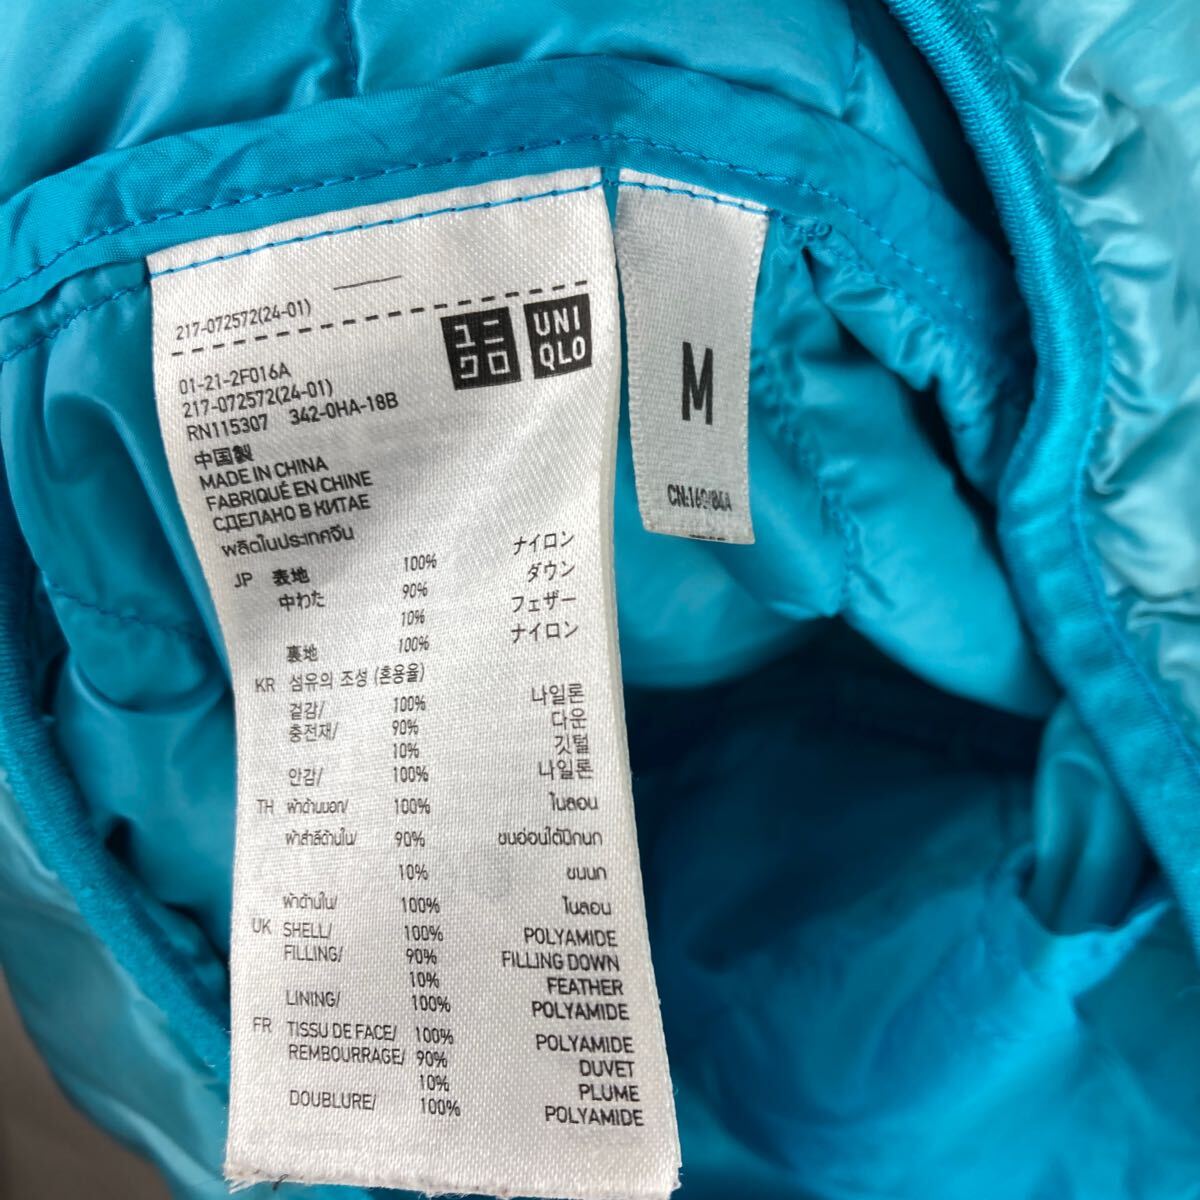 217-072572(24-01)
ユニクロ
UNIQLO
01-21-2F016A
217-072572(24-01)
RN115307 342-0HA-18B
中国製
MADE IN CHINA
FABRIQUÉ EN CHINE
СДЕЛАНО В КИТАЕ
ผลิตในประเทศจีน
JP 表地 100% ナイロン
中わた 90% ダウン
10% フェザー
裏地 100% ナイロン
KR 섬유의 조성 (혼용율)
겉감/ 100% 나일론
충전재/ 90% 다운
10% 깃털
안감/ 100% 나일론
TH ผ้าด้านนอก/ 100% ไนลอน
ผ้าสำลีด้านใน/ 90% ขนอ่อนใต้ปีกนก
10% ขนนก
ผ้าด้านใน/ 100% ไนลอน
UK SHELL/ 100% POLYAMIDE
FILLING/ 90% FILLING DOWN
10% FEATHER
LINING/ 100% POLYAMIDE
FR TISSU DE FACE/ 100% POLYAMIDE
REMBOURRAGE/ 90% DUVET
10% PLUME
DOUBLURE/ 100% POLYAMIDE
M